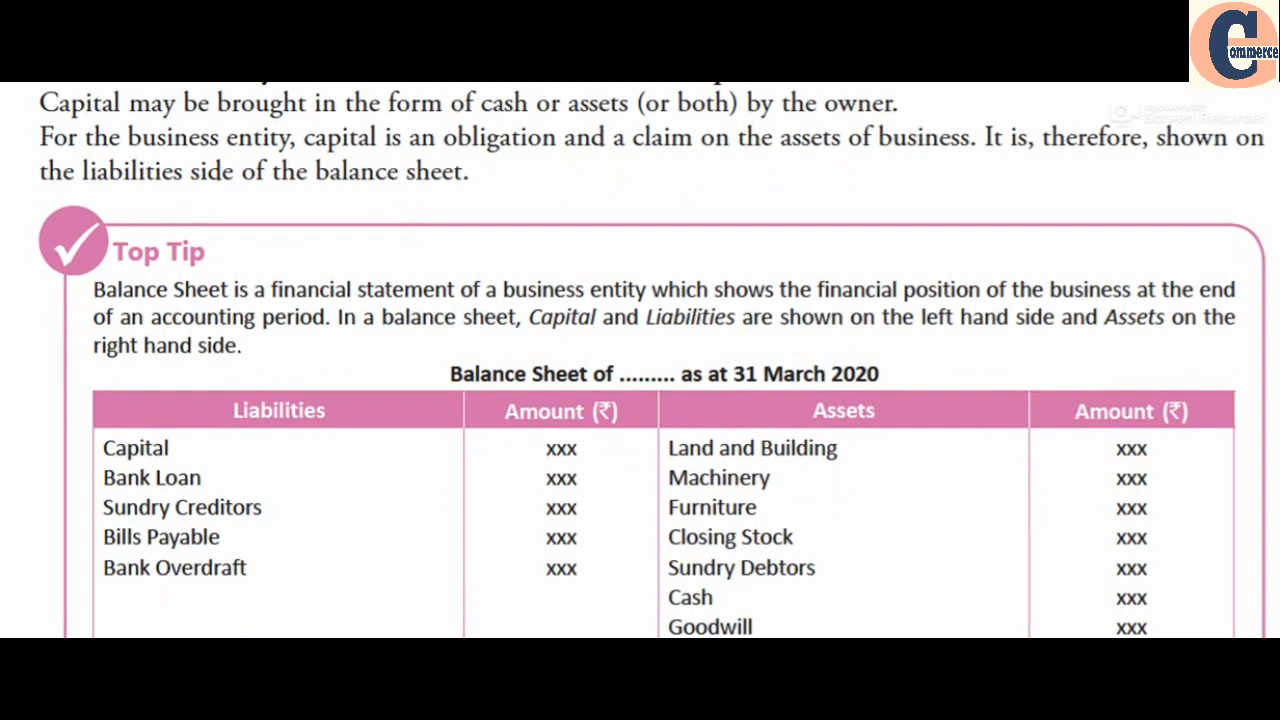 C
ommerce
Capital may be brought in the form of cash or assets (or both) by the owner.
Screen Recorder
For the business entity, capital is an obligation and a claim on the assets of business. It is, therefore, shown on
the liabilities side of the balance sheet.
Top Tip
Balance Sheet is a financial statement of a business entity which shows the financial position of the business at the end
of an accounting period. In a balance sheet, Capital and Liabilities are shown on the left hand side and Assets on the
right hand side.
Balance Sheet of ......... as at 31 March 2020
Liabilities Amount (₹) Assets Amount (₹)
Capital xxx Land and Building xxx
Bank Loan xxx Machinery xxx
Sundry Creditors xxx Furniture xxx
Bills Payable xxx Closing Stock xxx
Bank Overdraft xxx Sundry Debtors xxx
Cash xxx
Goodwill xxx